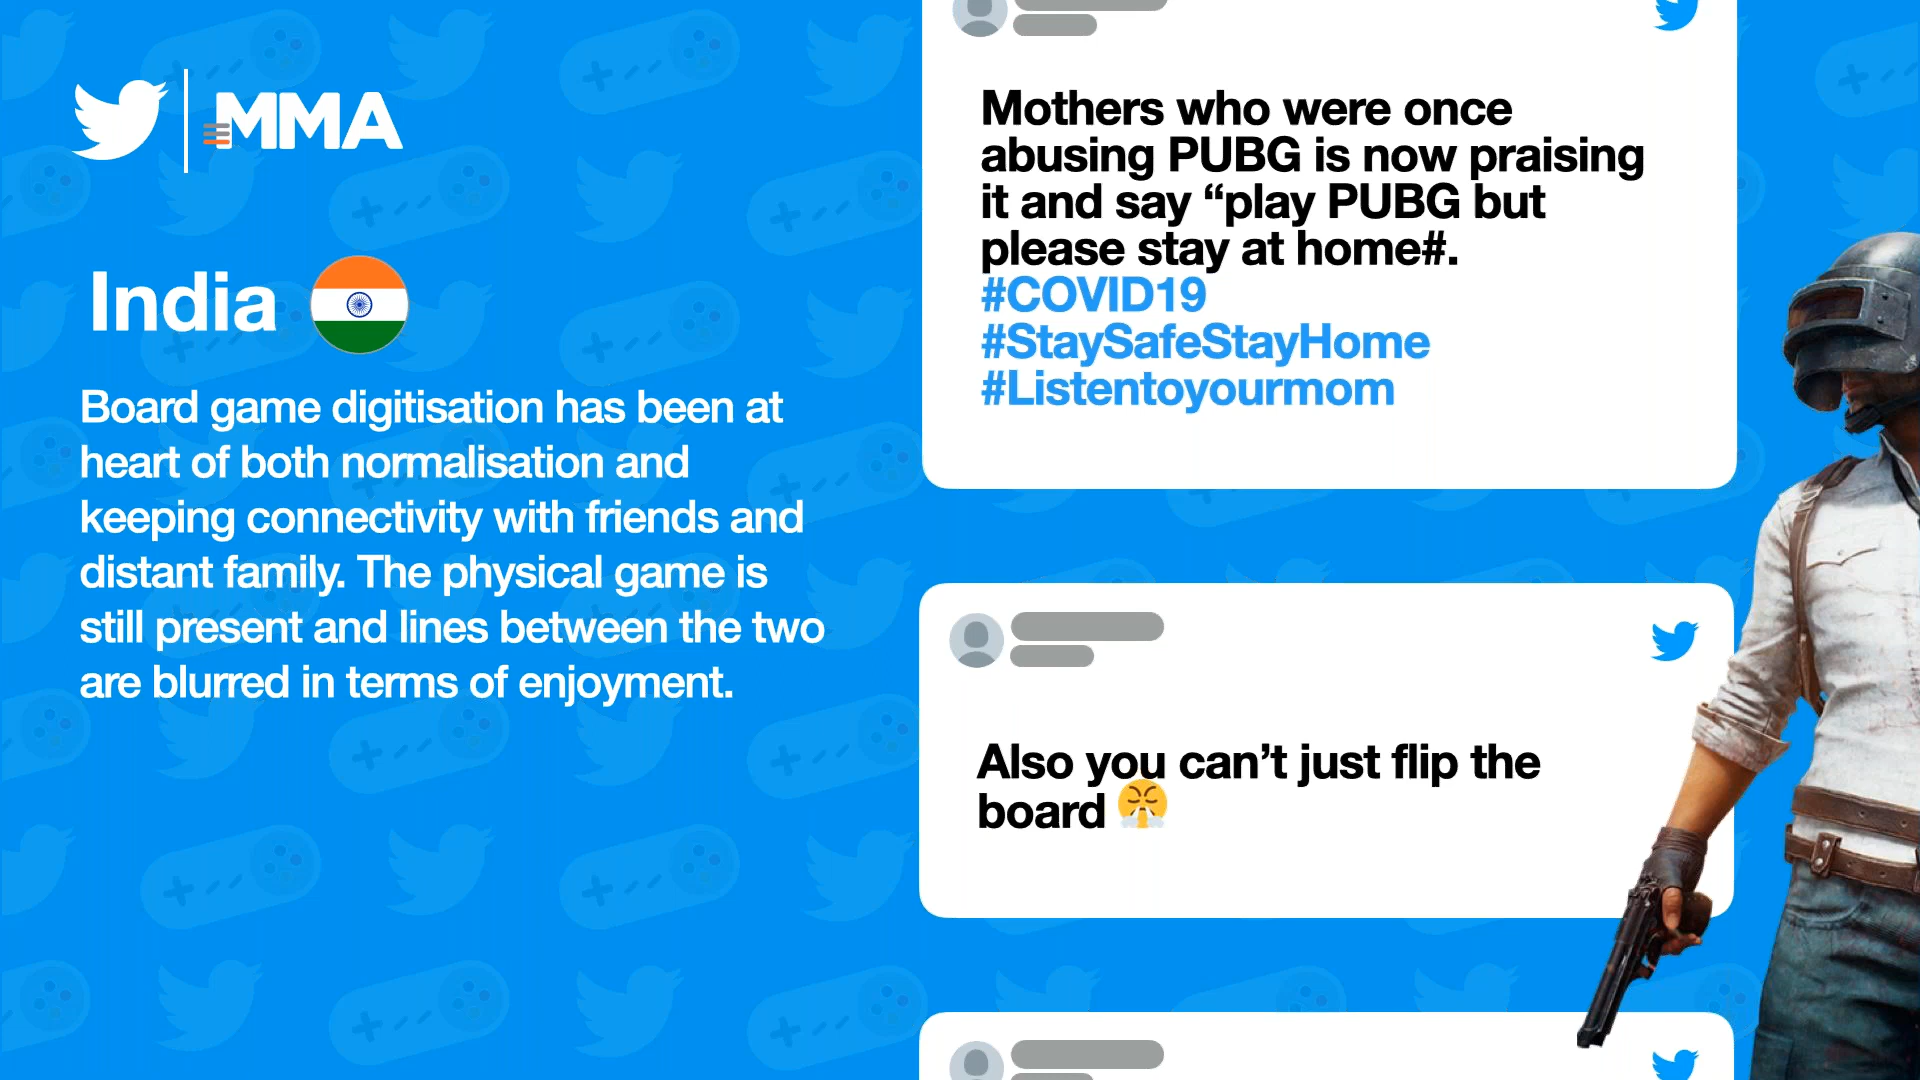 MMA
India
Board game digitisation has been at
heart of both normalisation and
keeping connectivity with friends and
distant family. The physical game is
still present and lines between the two
are blurred in terms of enjoyment.
Mothers who were once
abusing PUBG is now praising
it and say “play PUBG but
please stay at home#.
#COVID19
#StaySafeStayHome
#Listentoyourmom
Also you can’t just flip the
board 😤